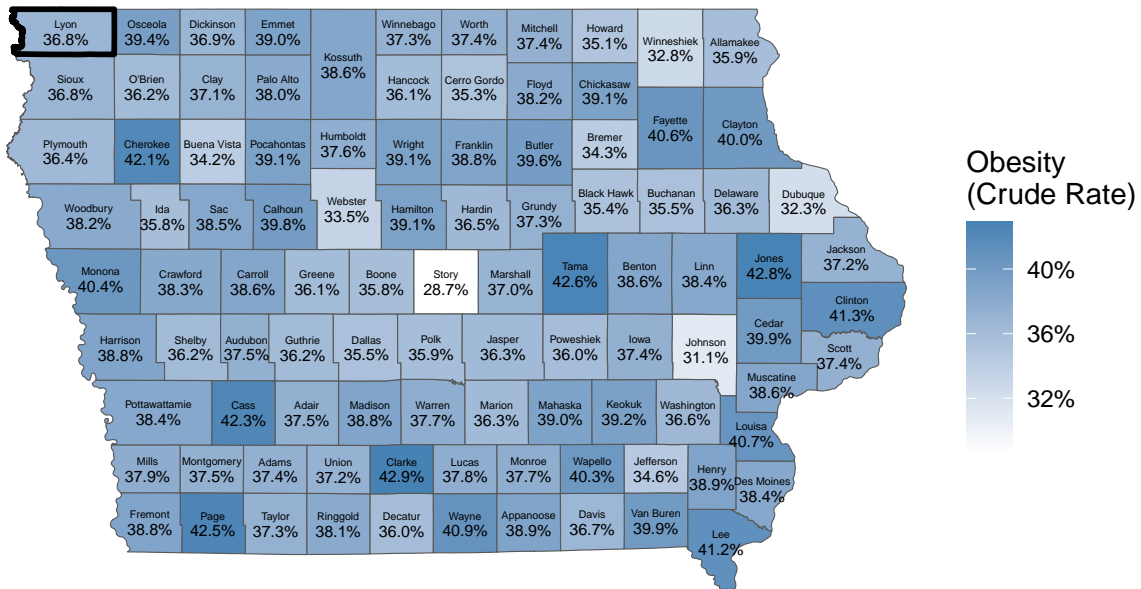 Lyon
36.8%
Osceola
39.4%
Dickinson
36.9%
Emmet
39.0%
Winnebago
37.3%
Worth
37.4%
Mitchell
37.4%
Howard
35.1%
Winneshiek
32.8%
Allamakee
35.9%
Kossuth
38.6%
Sioux
36.8%
O'Brien
36.2%
Clay
37.1%
Palo Alto
38.0%
Hancock
36.1%
Cerro Gordo
35.3%
Floyd
38.2%
Chickasaw
39.1%
Plymouth
36.4%
Cherokee
42.1%
Buena Vista
34.2%
Pocahontas
39.1%
Humboldt
37.6%
Wright
39.1%
Franklin
38.8%
Butler
39.6%
Bremer
34.3%
Fayette
40.6%
Clayton
40.0%
Woodbury
38.2%
Ida
35.8%
Sac
38.5%
Calhoun
39.8%
Webster
33.5%
Hamilton
39.1%
Hardin
36.5%
Grundy
37.3%
Black Hawk
35.4%
Buchanan
35.5%
Delaware
36.3%
Dubuque
32.3%
Monona
40.4%
Crawford
38.3%
Carroll
38.6%
Greene
36.1%
Boone
35.8%
Story
28.7%
Marshall
37.0%
Tama
42.6%
Benton
38.6%
Linn
38.4%
Jones
42.8%
Jackson
37.2%
Clinton
41.3%
Harrison
38.8%
Shelby
36.2%
Audubon
37.5%
Guthrie
36.2%
Dallas
35.5%
Polk
35.9%
Jasper
36.3%
Poweshiek
36.0%
Iowa
37.4%
Johnson
31.1%
Cedar
39.9%
Scott
37.4%
Muscatine
38.6%
Pottawattamie
38.4%
Cass
42.3%
Adair
37.5%
Madison
38.8%
Warren
37.7%
Marion
36.3%
Mahaska
39.0%
Keokuk
39.2%
Washington
36.6%
Louisa
40.7%
Mills
37.9%
Montgomery
37.5%
Adams
37.4%
Union
37.2%
Clarke
42.9%
Lucas
37.8%
Monroe
37.7%
Wapello
40.3%
Jefferson
34.6%
Henry
38.9%
Des Moines
38.4%
Fremont
38.8%
Page
42.5%
Taylor
37.3%
Ringgold
38.1%
Decatur
36.0%
Wayne
40.9%
Appanoose
38.9%
Davis
36.7%
Van Buren
39.9%
Lee
41.2%
Obesity
(Crude Rate)
40%
36%
32%